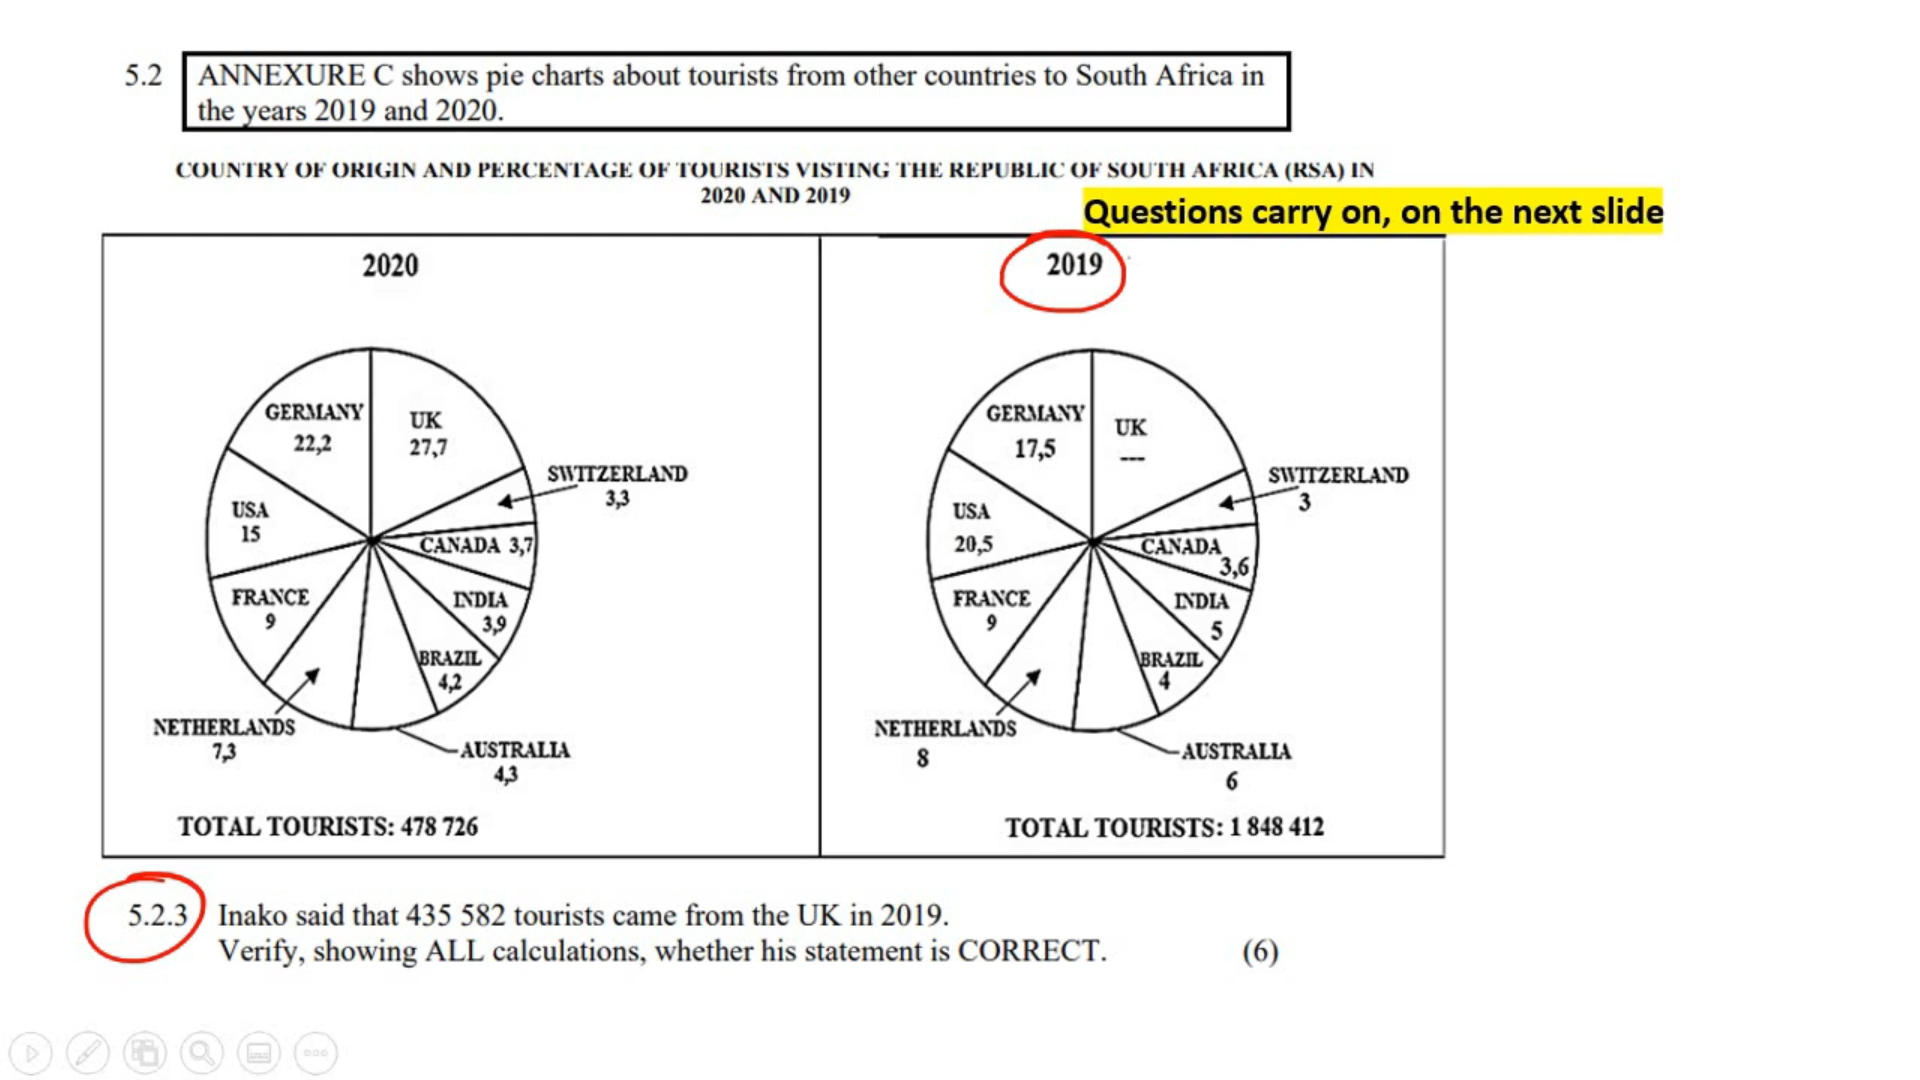 5.2 ANNEXURE C shows pie charts about tourists from other countries to South Africa in
the years 2019 and 2020.
COUNTRY OF ORIGIN AND PERCENTAGE OF TOURISTS VISTING THE REPUBLIC OF SOUTH AFRICA (RSA) IN
2020 AND 2019
Questions carry on, on the next slide
2020
GERMANY
22,2
UK
27,7
SWITZERLAND
3,3
USA
15
CANADA 3,7
FRANCE
9
INDIA
3,9
BRAZIL
4,2
NETHERLANDS
7,3
AUSTRALIA
4,3
TOTAL TOURISTS: 478 726
2019
GERMANY
17,5
UK
---
SWITZERLAND
3
USA
20,5
CANADA
3,6
FRANCE
9
INDIA
5
BRAZIL
4
NETHERLANDS
8
AUSTRALIA
6
TOTAL TOURISTS: 1 848 412
5.2.3 Inako said that 435 582 tourists came from the UK in 2019.
Verify, showing ALL calculations, whether his statement is CORRECT. (6)